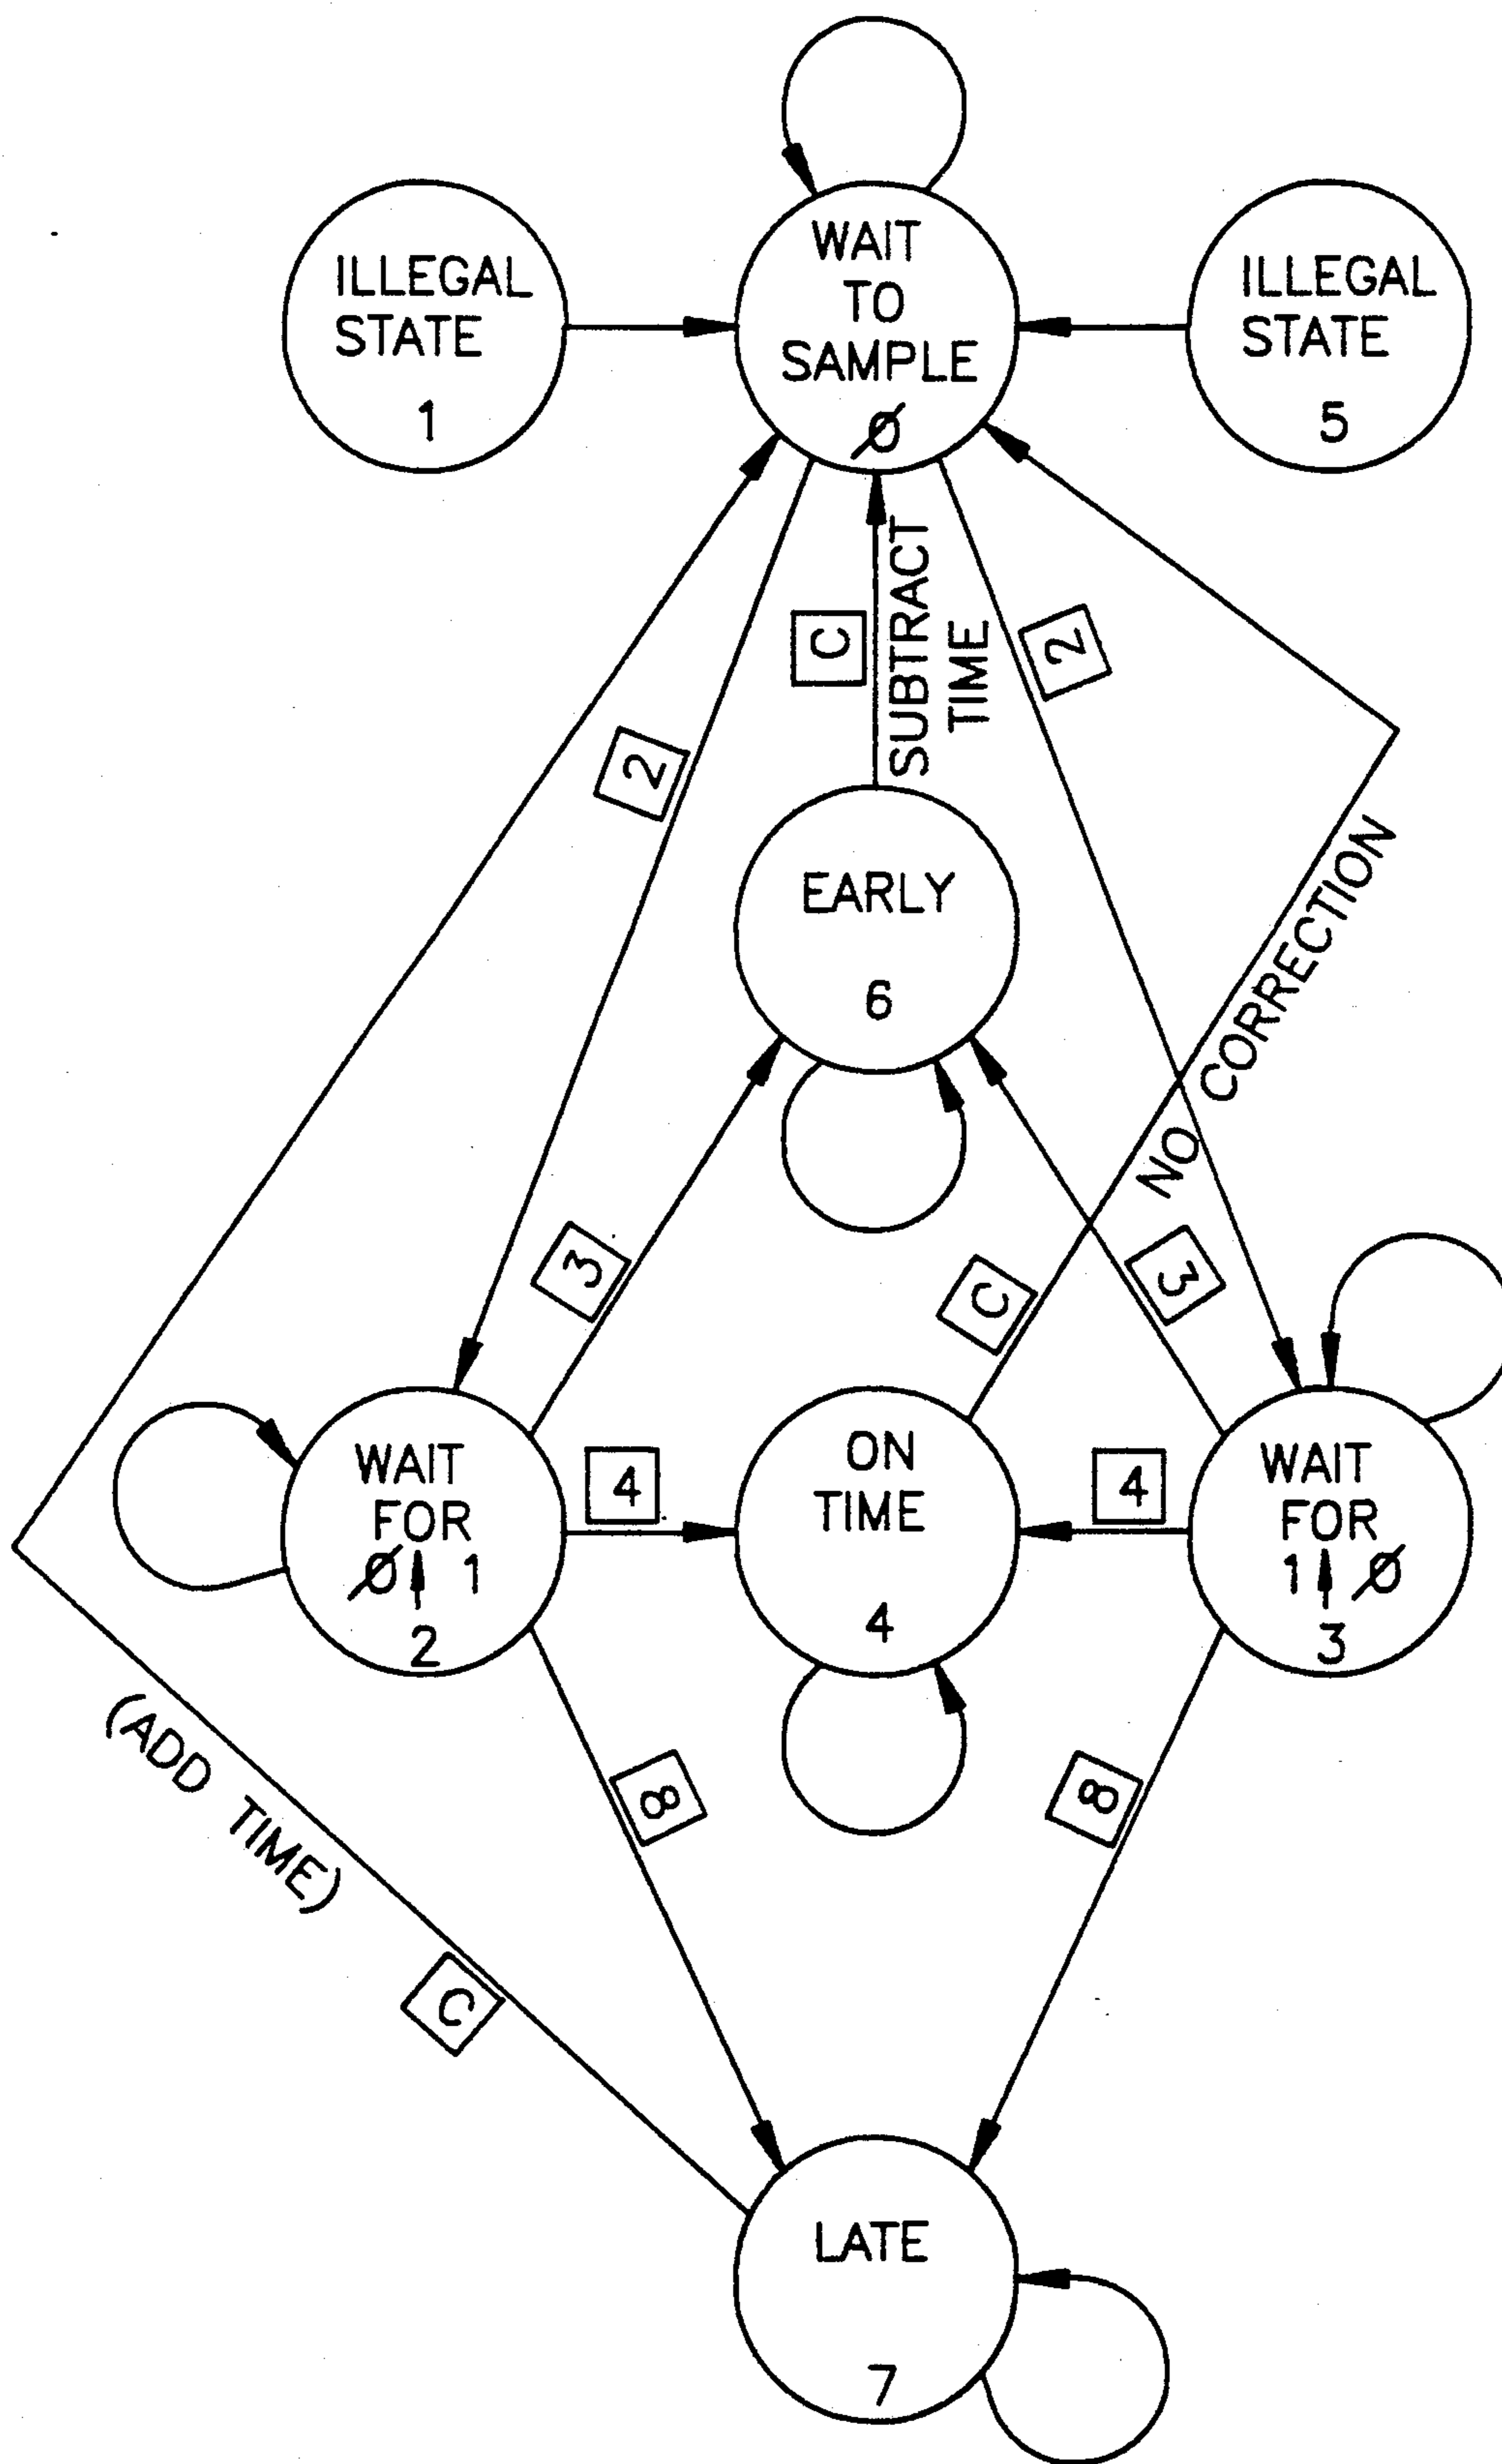 ILLEGAL
STATE
1
WAIT
TO
SAMPLE
Ø
ILLEGAL
STATE
5
2
C
SUBTRACT
TIME
2
EARLY
6
NO CORRECTION
3
C
3
WAIT
FOR
Ø 1
2
4
ON
TIME
4
4
WAIT
FOR
1 Ø
3
(ADD TIME)
8
8
C
LATE
7